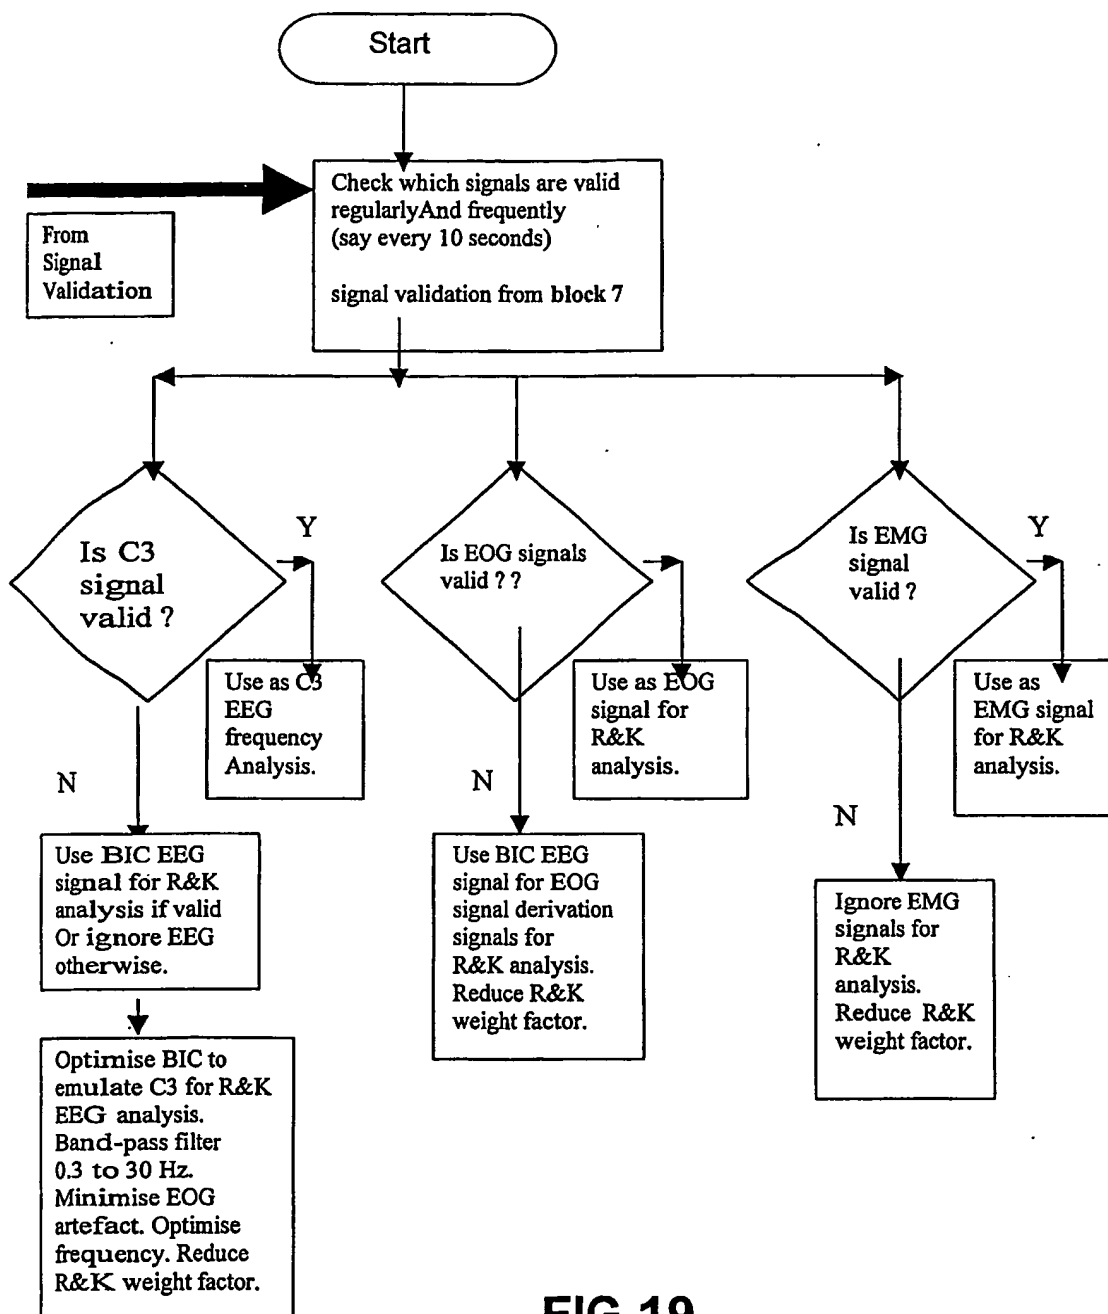 Start
Check which signals are valid
regularlyAnd frequently
(say every 10 seconds)
signal validation from block 7
From
Signal
Validation
Is C3
signal
valid ?
Y
Is EOG signals
valid ? ?
Is EMG
signal
valid ?
Y
Use as C3
EEG
frequency
Analysis.
Use as EOG
signal for
R&K
analysis.
Use as
EMG signal
for R&K
analysis.
N
N
N
Use BIC EEG
signal for R&K
analysis if valid
Or ignore EEG
otherwise.
Use BIC EEG
signal for EOG
signal derivation
signals for
R&K analysis.
Reduce R&K
weight factor.
Ignore EMG
signals for
R&K
analysis.
Reduce R&K
weight factor.
Optimise BIC to
emulate C3 for R&K
EEG analysis.
Band-pass filter
0.3 to 30 Hz.
Minimise EOG
artefact. Optimise
frequency. Reduce
R&K weight factor.
FIG 19